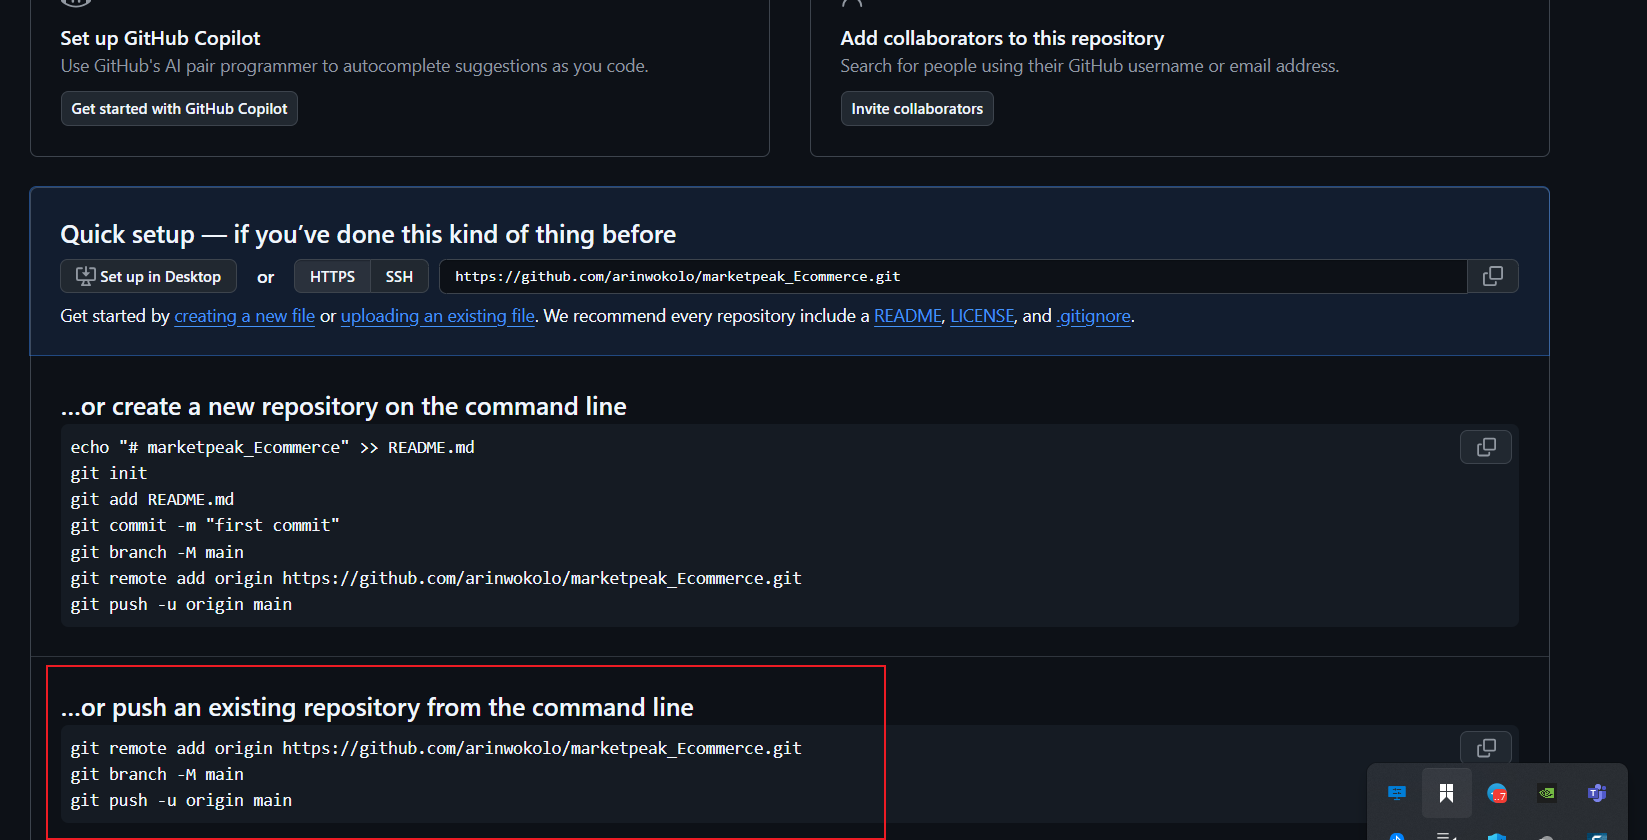 Set up GitHub Copilot
Use GitHub's AI pair programmer to autocomplete suggestions as you code.
Get started with GitHub Copilot
Add collaborators to this repository
Search for people using their GitHub username or email address.
Invite collaborators
Quick setup — if you’ve done this kind of thing before
Set up in Desktop or HTTPS SSH https://github.com/arinwokolo/marketpeak_Ecommerce.git
Get started by creating a new file or uploading an existing file. We recommend every repository include a README, LICENSE, and .gitignore.
…or create a new repository on the command line
echo "# marketpeak_Ecommerce" >> README.md
git init
git add README.md
git commit -m "first commit"
git branch -M main
git remote add origin https://github.com/arinwokolo/marketpeak_Ecommerce.git
git push -u origin main
…or push an existing repository from the command line
git remote add origin https://github.com/arinwokolo/marketpeak_Ecommerce.git
git branch -M main
git push -u origin main